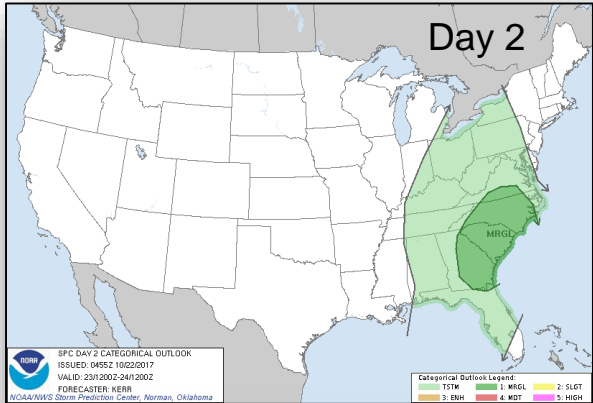 Day 2
MRGL
NOAA
SPC DAY 2 CATEGORICAL OUTLOOK
ISSUED: 0455Z 10/22/2017
VALID: 23/1200Z-24/1200Z
FORECASTER: KERR
NOAA/NWS Storm Prediction Center, Norman, Oklahoma
Categorical Outlook Legend:
TSTM 1: MRGL 2: SLGT
3: ENH 4: MDT 5: HIGH